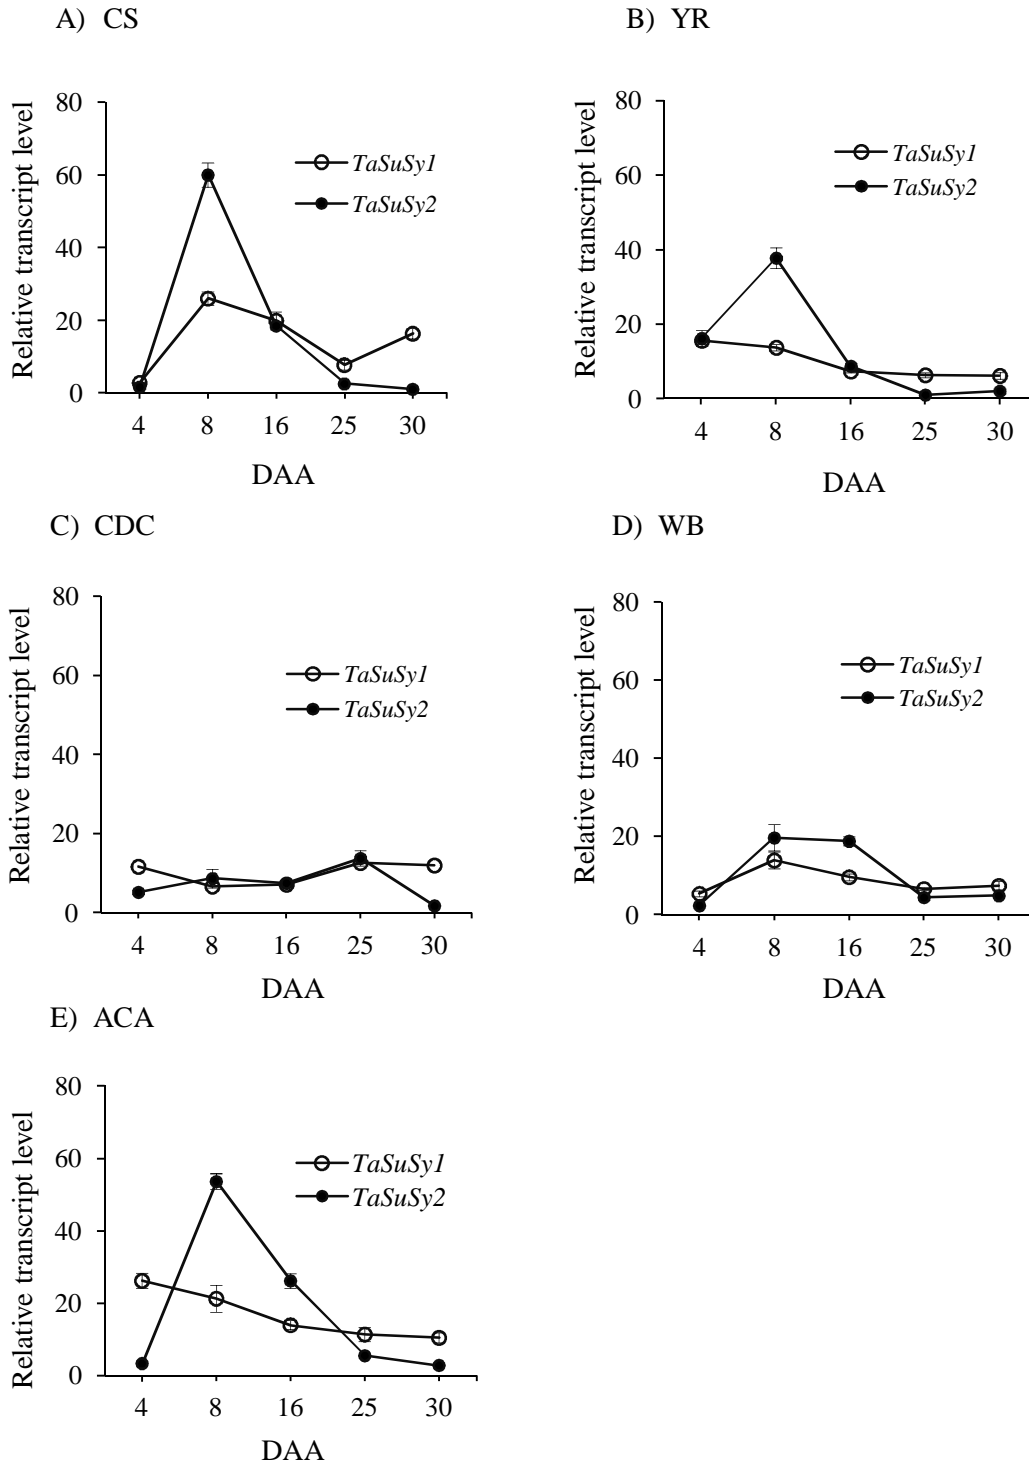 A) CS
Relative transcript level
80
60
40
20
0
TaSuSy1
TaSuSy2
4 8 16 25 30
DAA
B) YR
Relative transcript level
80
60
40
20
0
TaSuSy1
TaSuSy2
4 8 16 25 30
DAA
C) CDC
Relative transcript level
80
60
40
20
0
TaSuSy1
TaSuSy2
4 8 16 25 30
DAA
D) WB
Relative transcript level
80
60
40
20
0
TaSuSy1
TaSuSy2
4 8 16 25 30
DAA
E) ACA
Relative transcript level
80
60
40
20
0
TaSuSy1
TaSuSy2
4 8 16 25 30
DAA